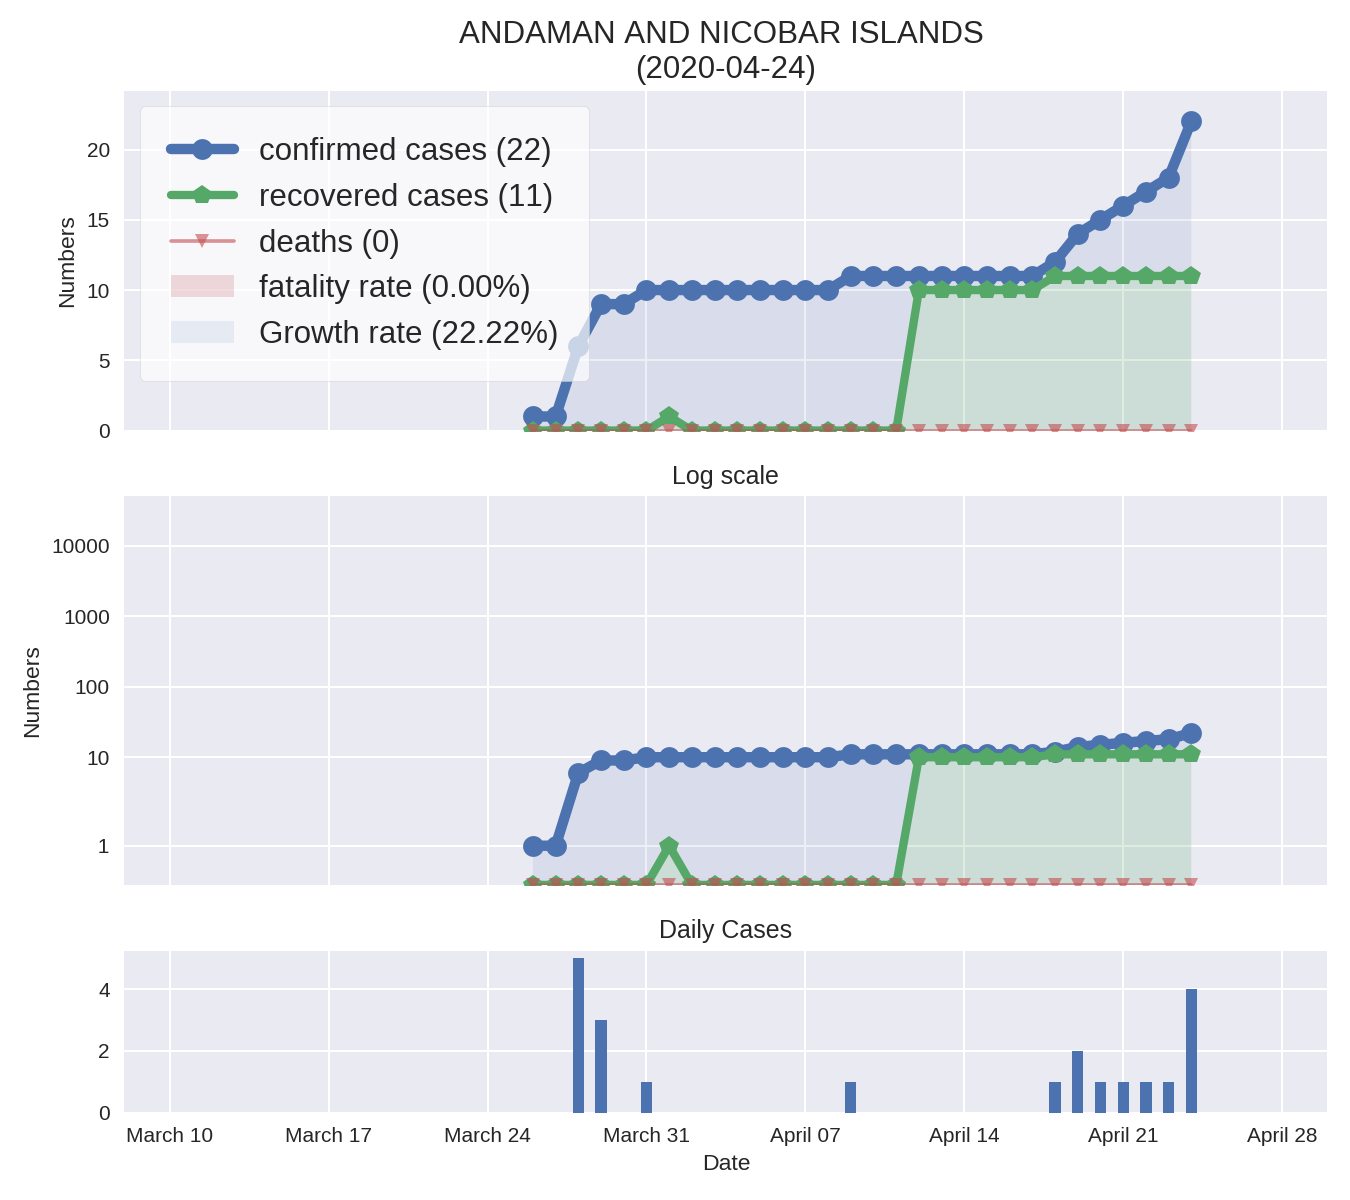 ANDAMAN AND NICOBAR ISLANDS
(2020-04-24)
confirmed cases (22)
recovered cases (11)
deaths (0)
fatality rate (0.00%)
Growth rate (22.22%)
Numbers
20
15
10
5
0
Log scale
Numbers
10000
1000
100
10
1
Daily Cases
4
2
0
March 10 March 17 March 24 March 31 April 07 April 14 April 21 April 28
Date